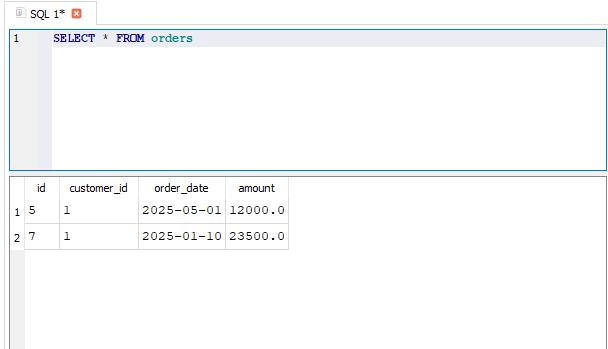 SQL 1*
1 SELECT * FROM orders
id customer_id order_date amount
1 5 1 2025-05-01 12000.0
2 7 1 2025-01-10 23500.0